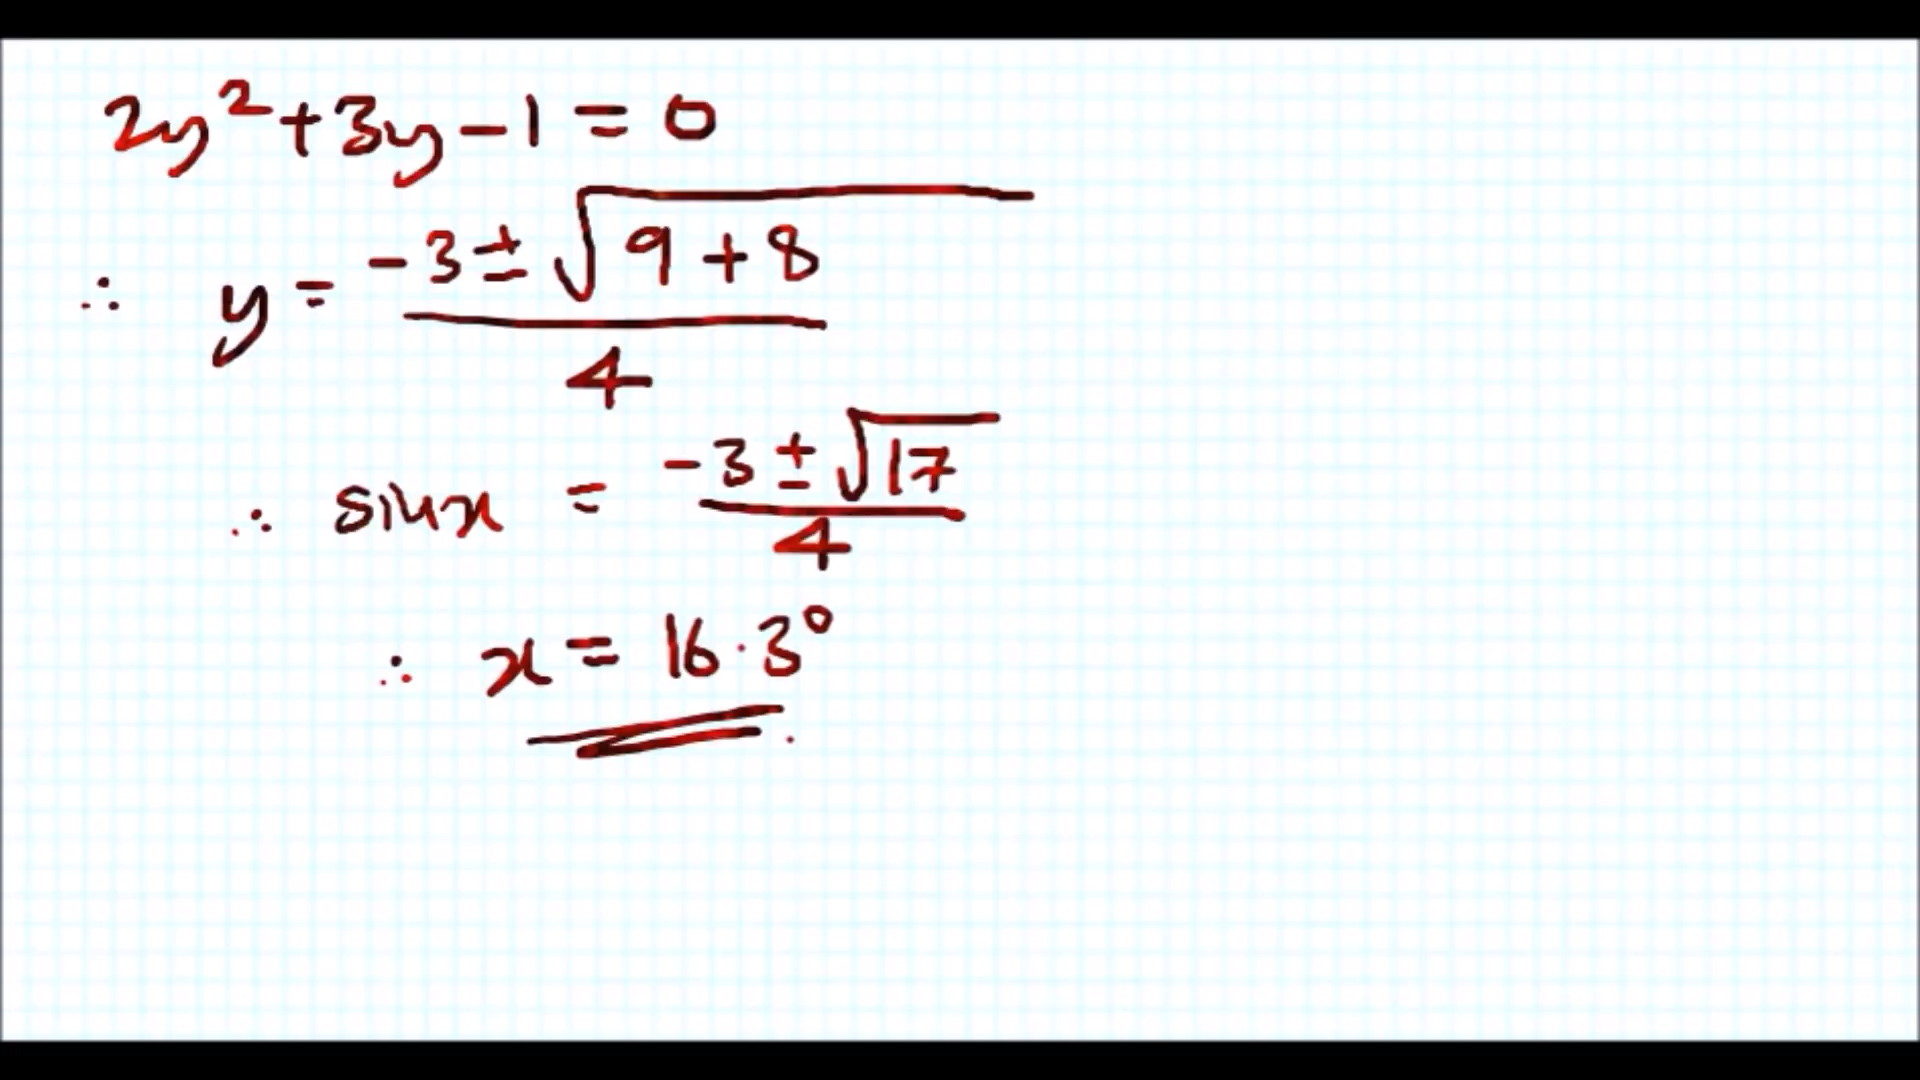 2y² + 3y - 1 = 0
∴ y = (-3 ± √(9 + 8)) / 4
∴ sin x = (-3 ± √17) / 4
∴ x = 16.3°